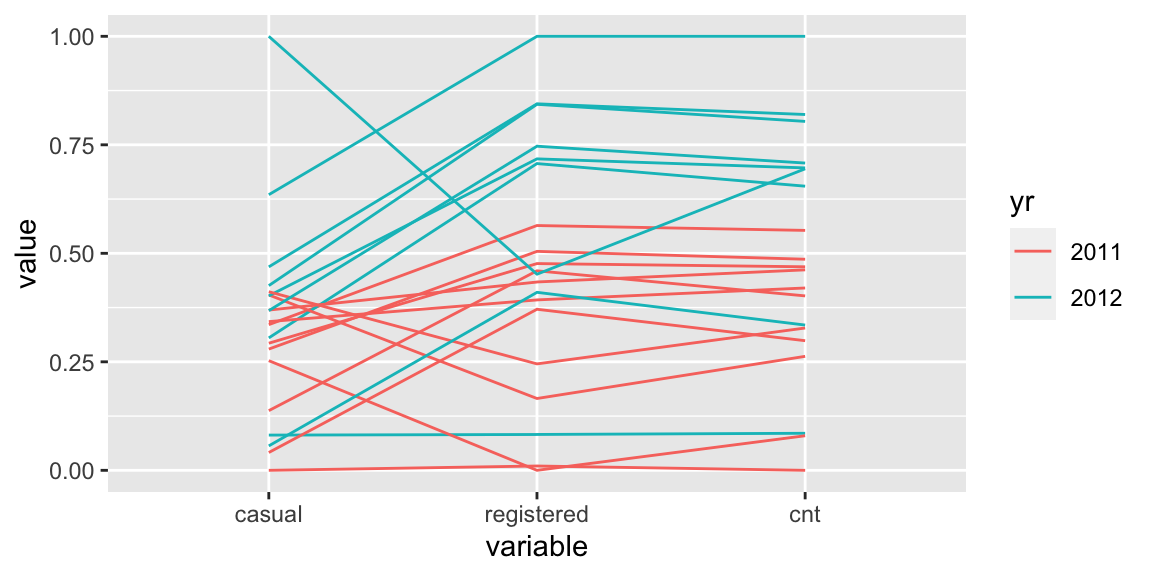 1.00
0.75
0.50
0.25
0.00
value
casual registered cnt
variable
yr
2011
2012